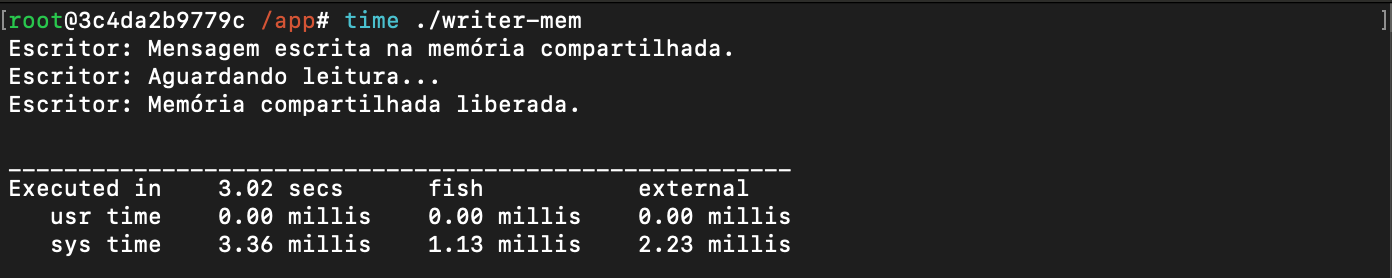 [root@3c4da2b9779c /app# time ./writer-mem ]
Escritor: Mensagem escrita na memória compartilhada.
Escritor: Aguardando leitura...
Escritor: Memória compartilhada liberada.
________________________________________________________
Executed in    3.02 secs      fish           external
   usr time    0.00 millis    0.00 millis    0.00 millis
   sys time    3.36 millis    1.13 millis    2.23 millis